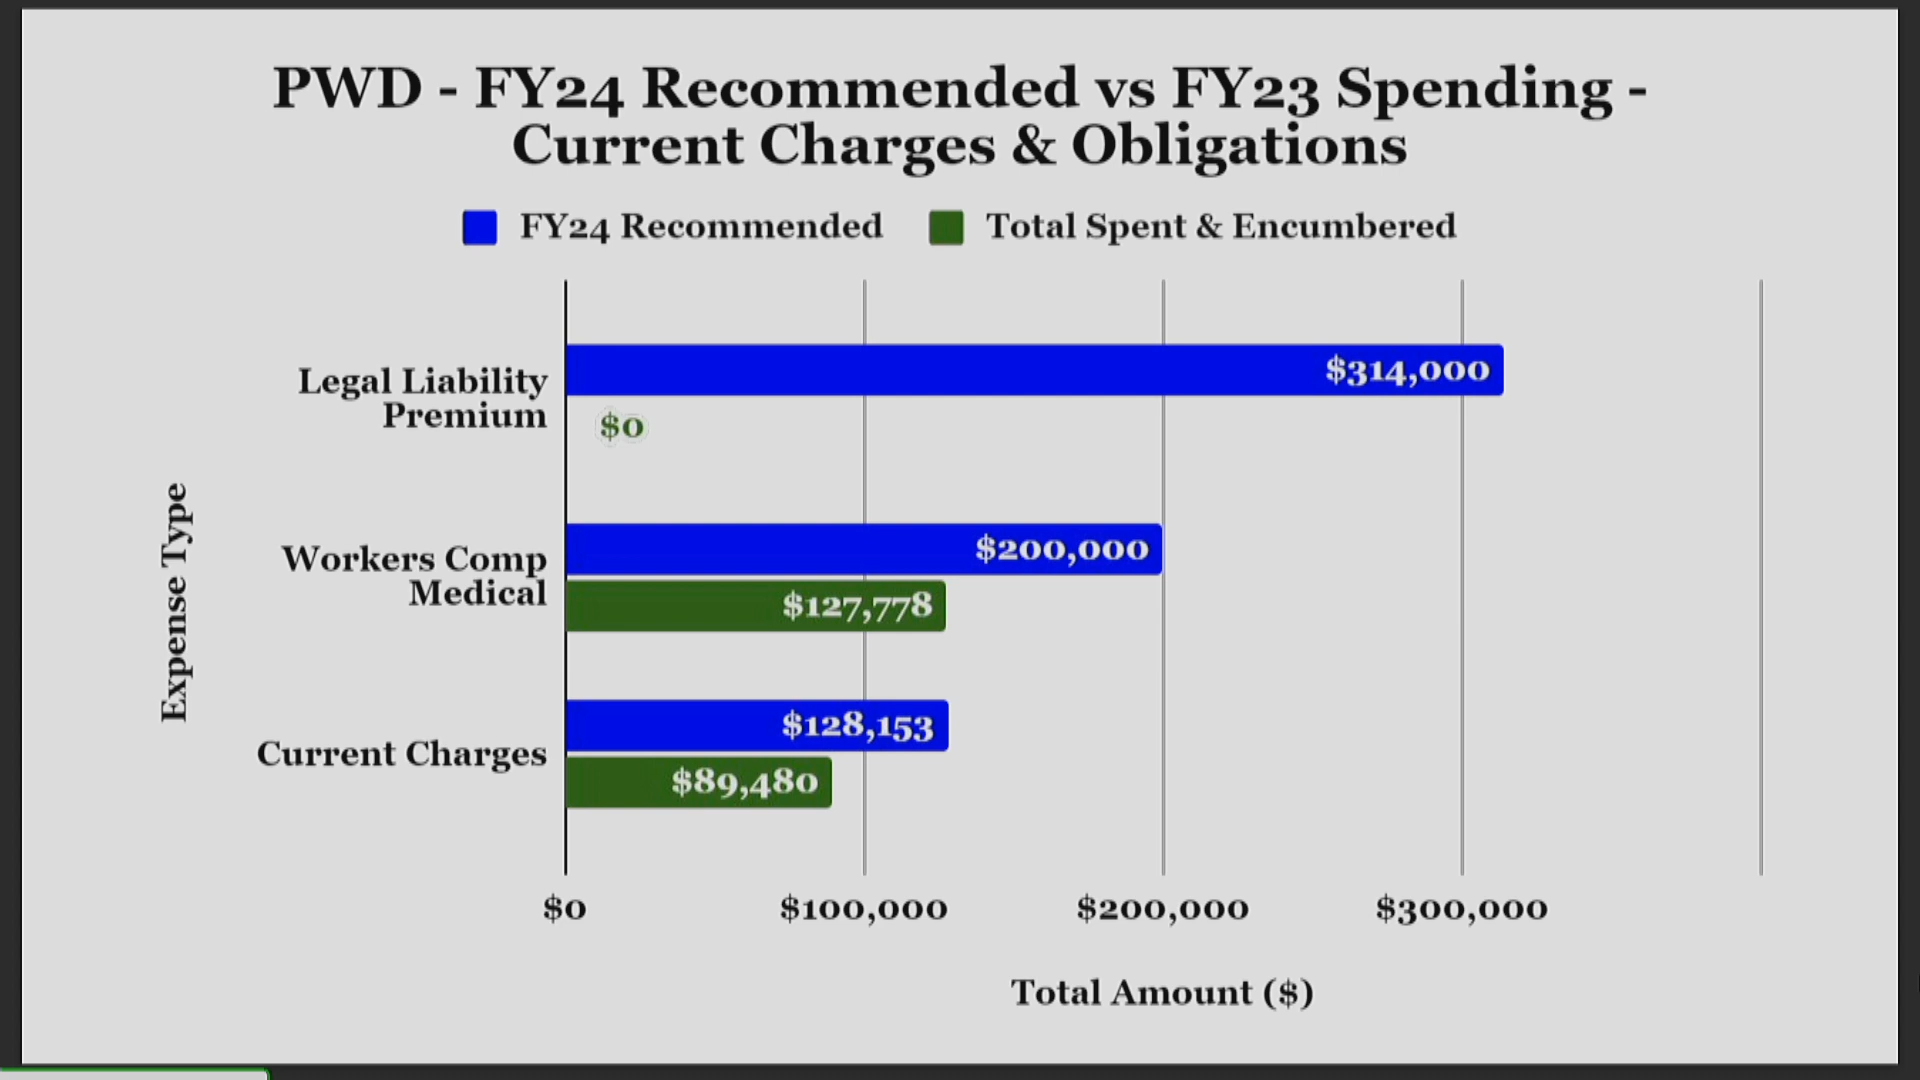 PWD - FY24 Recommended vs FY23 Spending -
Current Charges & Obligations
FY24 Recommended
Total Spent & Encumbered
Legal Liability
Premium
$314,000
$0
Workers Comp
Medical
$200,000
$127,778
Current Charges
$128,153
$89,480
Expense Type
$0
$100,000
$200,000
$300,000
Total Amount ($)